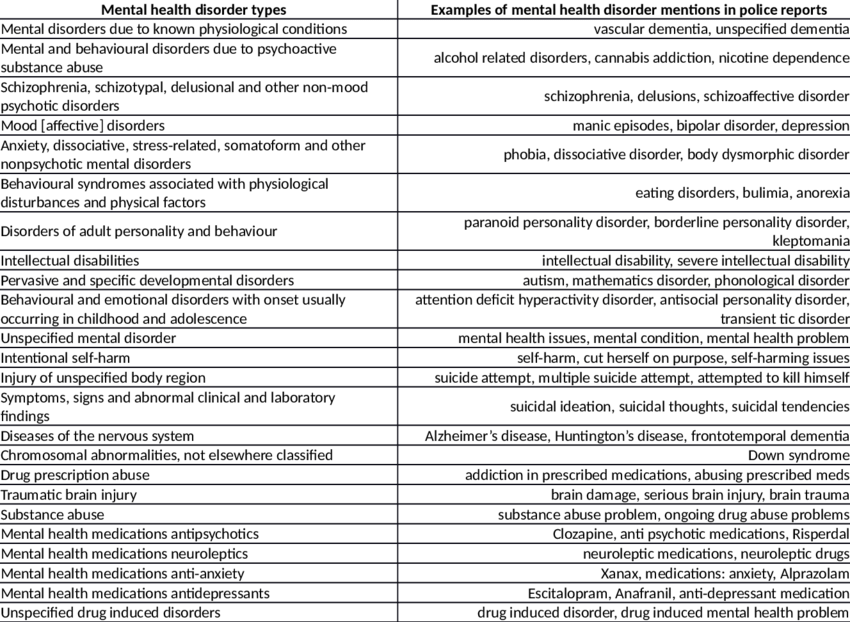 Mental health disorder types Examples of mental health disorder mentions in police reports
Mental disorders due to known physiological conditions vascular dementia, unspecified dementia
Mental and behavioural disorders due to psychoactive
substance abuse
alcohol related disorders, cannabis addiction, nicotine dependence
Schizophrenia, schizotypal, delusional and other non-mood
psychotic disorders
schizophrenia, delusions, schizoaffective disorder
Mood [affective] disorders manic episodes, bipolar disorder, depression
Anxiety, dissociative, stress-related, somatoform and other
nonpsychotic mental disorders
phobia, dissociative disorder, body dysmorphic disorder
Behavioural syndromes associated with physiological
disturbances and physical factors
eating disorders, bulimia, anorexia
Disorders of adult personality and behaviour
paranoid personality disorder, borderline personality disorder,
kleptomania
Intellectual disabilities intellectual disability, severe intellectual disability
Pervasive and specific developmental disorders autism, mathematics disorder, phonological disorder
Behavioural and emotional disorders with onset usually
occurring in childhood and adolescence
attention deficit hyperactivity disorder, antisocial personality disorder,
transient tic disorder
Unspecified mental disorder mental health issues, mental condition, mental health problem
Intentional self-harm self-harm, cut herself on purpose, self-harming issues
Injury of unspecified body region suicide attempt, multiple suicide attempt, attempted to kill himself
Symptoms, signs and abnormal clinical and laboratory
findings
suicidal ideation, suicidal thoughts, suicidal tendencies
Diseases of the nervous system Alzheimer’s disease, Huntington’s disease, frontotemporal dementia
Chromosomal abnormalities, not elsewhere classified Down syndrome
Drug prescription abuse addiction in prescribed medications, abusing prescribed meds
Traumatic brain injury brain damage, serious brain injury, brain trauma
Substance abuse substance abuse problem, ongoing drug abuse problems
Mental health medications antipsychotics Clozapine, anti psychotic medications, Risperdal
Mental health medications neuroleptics neuroleptic medications, neuroleptic drugs
Mental health medications anti-anxiety Xanax, medications: anxiety, Alprazolam
Mental health medications antidepressants Escitalopram, Anafranil, anti-depressant medication
Unspecified drug induced disorders drug induced disorder, drug induced mental health problem